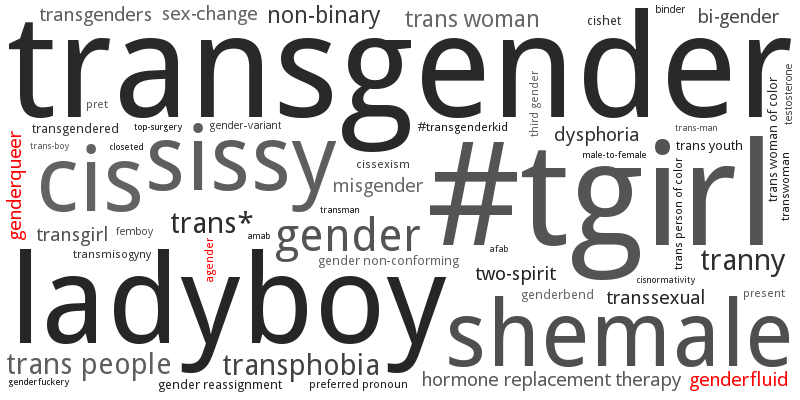 transgenders
sex-change
non-binary
trans woman
cishet
binder
bi-gender
transgender
pret
third gender
testosterone
transgendered
top-surgery
gender-variant
#transgenderkid
dysphoria
trans-man
trans woman of color
genderqueer
trans-boy
closeted
cis
sissy
cissexism
misgender
#tgirl
male-to-female
trans youth
transwoman
trans person of color
transman
trans*
gender
transgirl
femboy
amab
agender
afab
transmisogyny
gender non-conforming
two-spirit
tranny
cisnormativity
ladyboy
genderbend
transsexual
present
shemale
trans people
transphobia
genderfuckery
gender reassignment
preferred pronoun
hormone replacement therapy
genderfluid